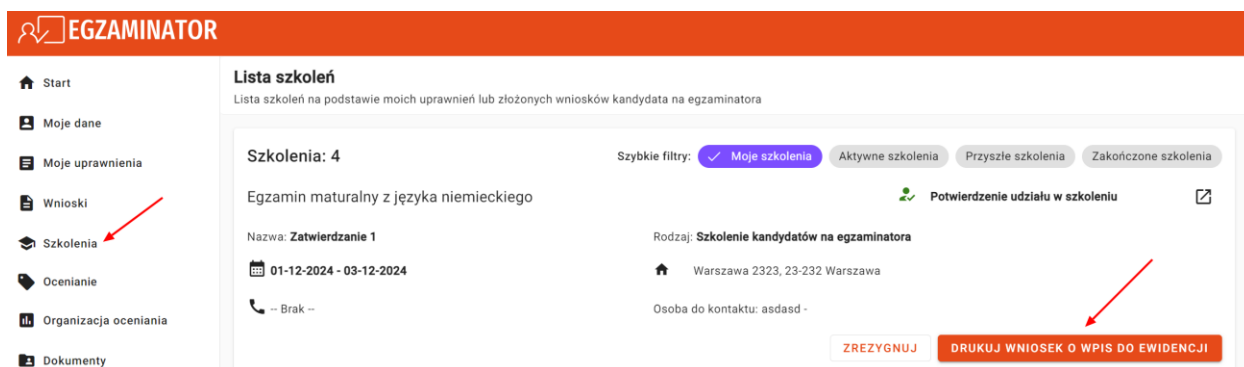 EGZAMINATOR
Start
Moje dane
Moje uprawnienia
Wnioski
Szkolenia
Ocenianie
Organizacja oceniania
Dokumenty
Lista szkoleń
Lista szkoleń na podstawie moich uprawnień lub złożonych wniosków kandydata na egzaminatora
Szkolenia: 4
Szybkie filtry: Moje szkolenia Aktywne szkolenia Przyszłe szkolenia Zakończone szkolenia
Egzamin maturalny z języka niemieckiego
Potwierdzenie udziału w szkoleniu
Nazwa: Zatwierdzanie 1
Rodzaj: Szkolenie kandydatów na egzaminatora
01-12-2024 - 03-12-2024
Warszawa 2323, 23-232 Warszawa
-- Brak --
Osoba do kontaktu: asdasd -
ZREZYGNUJ
DRUKUJ WNIOSEK O WPIS DO EWIDENCJI